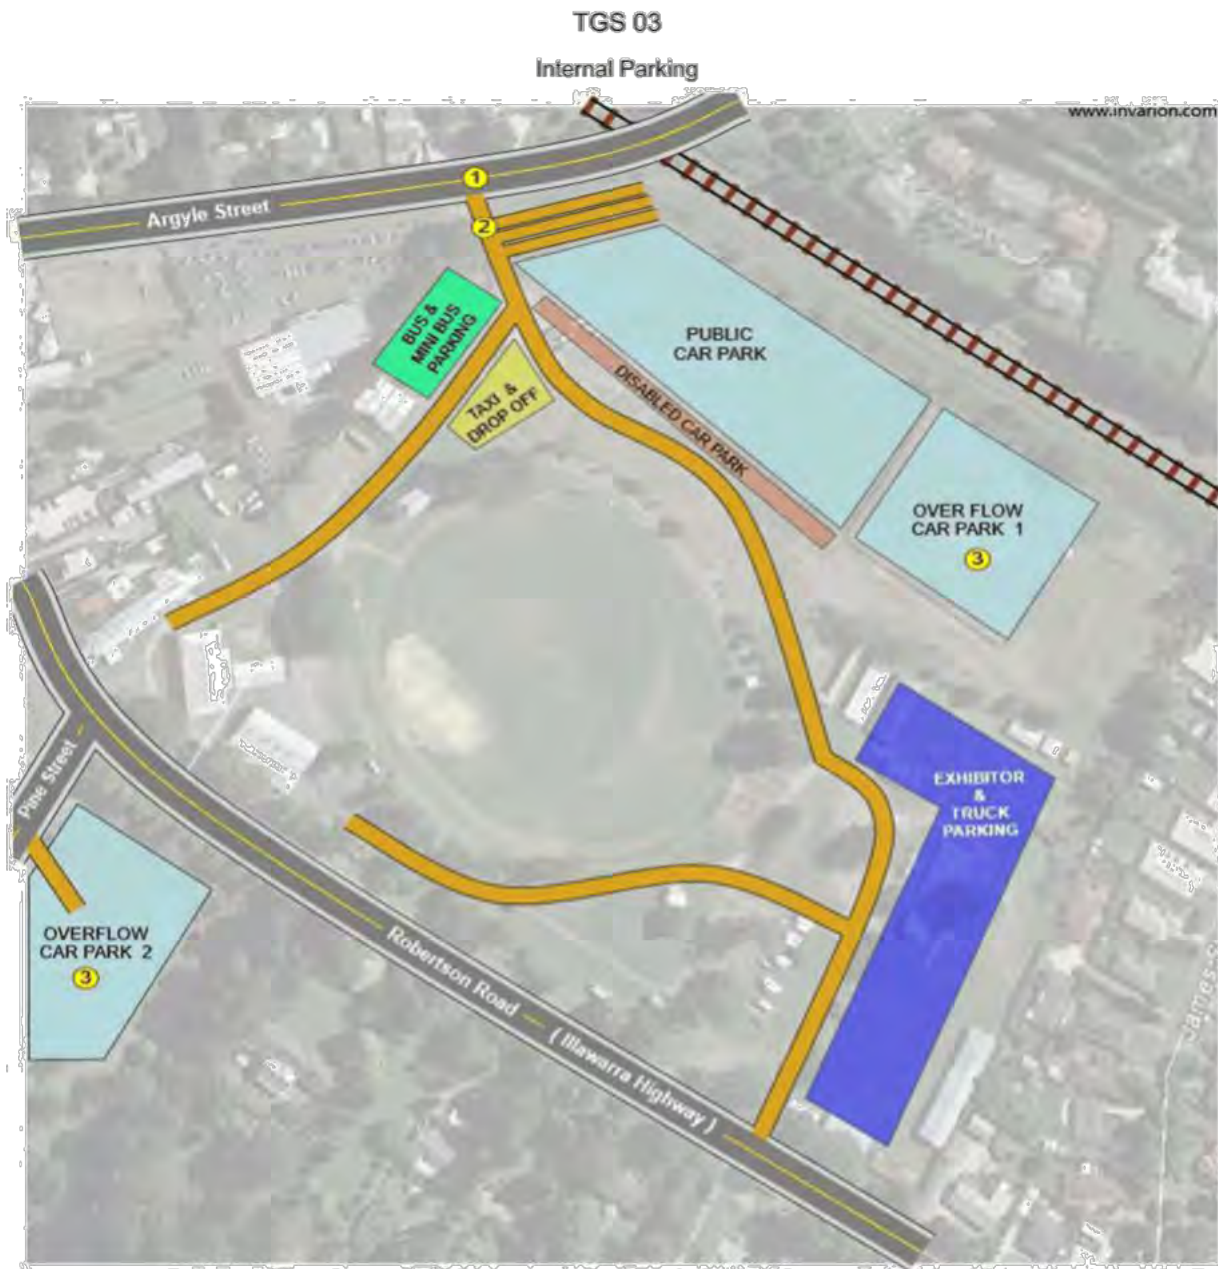 TGS 03
Internal Parking
www.invarion.com
1
Argyle Street
2
BUS &
MINI BUS
PARKING
PUBLIC
CAR PARK
TAXI &
DROP OFF
DISABLED CAR PARK
OVER FLOW
CAR PARK 1
3
Pine Street
EXHIBITOR
&
TRUCK
PARKING
OVERFLOW
CAR PARK 2
3
Robertson Road
( Illawarra Highway )
James St